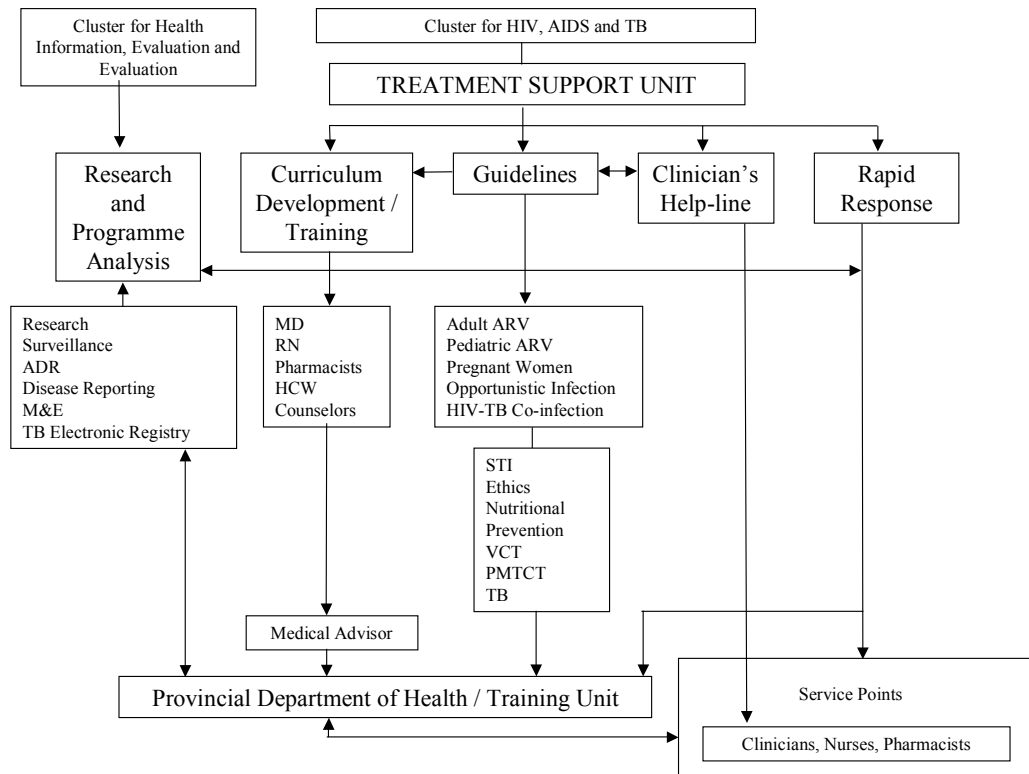 Cluster for Health
Information, Evaluation and
Evaluation
Cluster for HIV, AIDS and TB
TREATMENT SUPPORT UNIT
Research
and
Programme
Analysis
Curriculum
Development /
Training
Guidelines
Clinician’s
Help-line
Rapid
Response
Research
Surveillance
ADR
Disease Reporting
M&E
TB Electronic Registry
MD
RN
Pharmacists
HCW
Counselors
Adult ARV
Pediatric ARV
Pregnant Women
Opportunistic Infection
HIV-TB Co-infection
STI
Ethics
Nutritional
Prevention
VCT
PMTCT
TB
Medical Advisor
Provincial Department of Health / Training Unit
Service Points
Clinicians, Nurses, Pharmacists